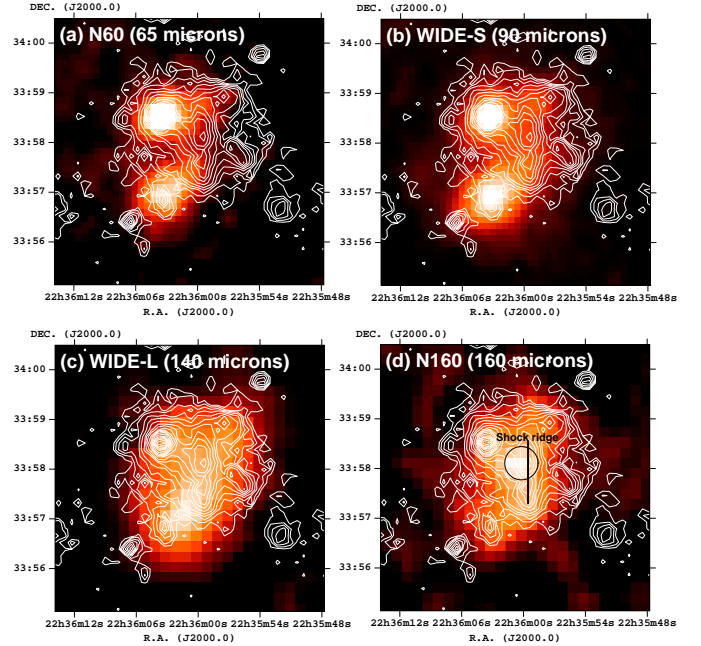 DEC. (J2000.0)
DEC. (J2000.0)
(a) N60 (65 microns)
(b) WIDE-S (90 microns)
34:00
33:59
33:58
33:57
33:56
34:00
33:59
33:58
33:57
33:56
22h36m12s 22h36m06s 22h36m00s 22h35m54s 22h35m48s
22h36m12s 22h36m06s 22h36m00s 22h35m54s 22h35m48s
R.A. (J2000.0)
R.A. (J2000.0)
DEC. (J2000.0)
DEC. (J2000.0)
(c) WIDE-L (140 microns)
(d) N160 (160 microns)
34:00
33:59
33:58
33:57
33:56
34:00
33:59
33:58
33:57
33:56
Shock ridge
22h36m12s 22h36m06s 22h36m00s 22h35m54s 22h35m48s
22h36m12s 22h36m06s 22h36m00s 22h35m54s 22h35m48s
R.A. (J2000.0)
R.A. (J2000.0)